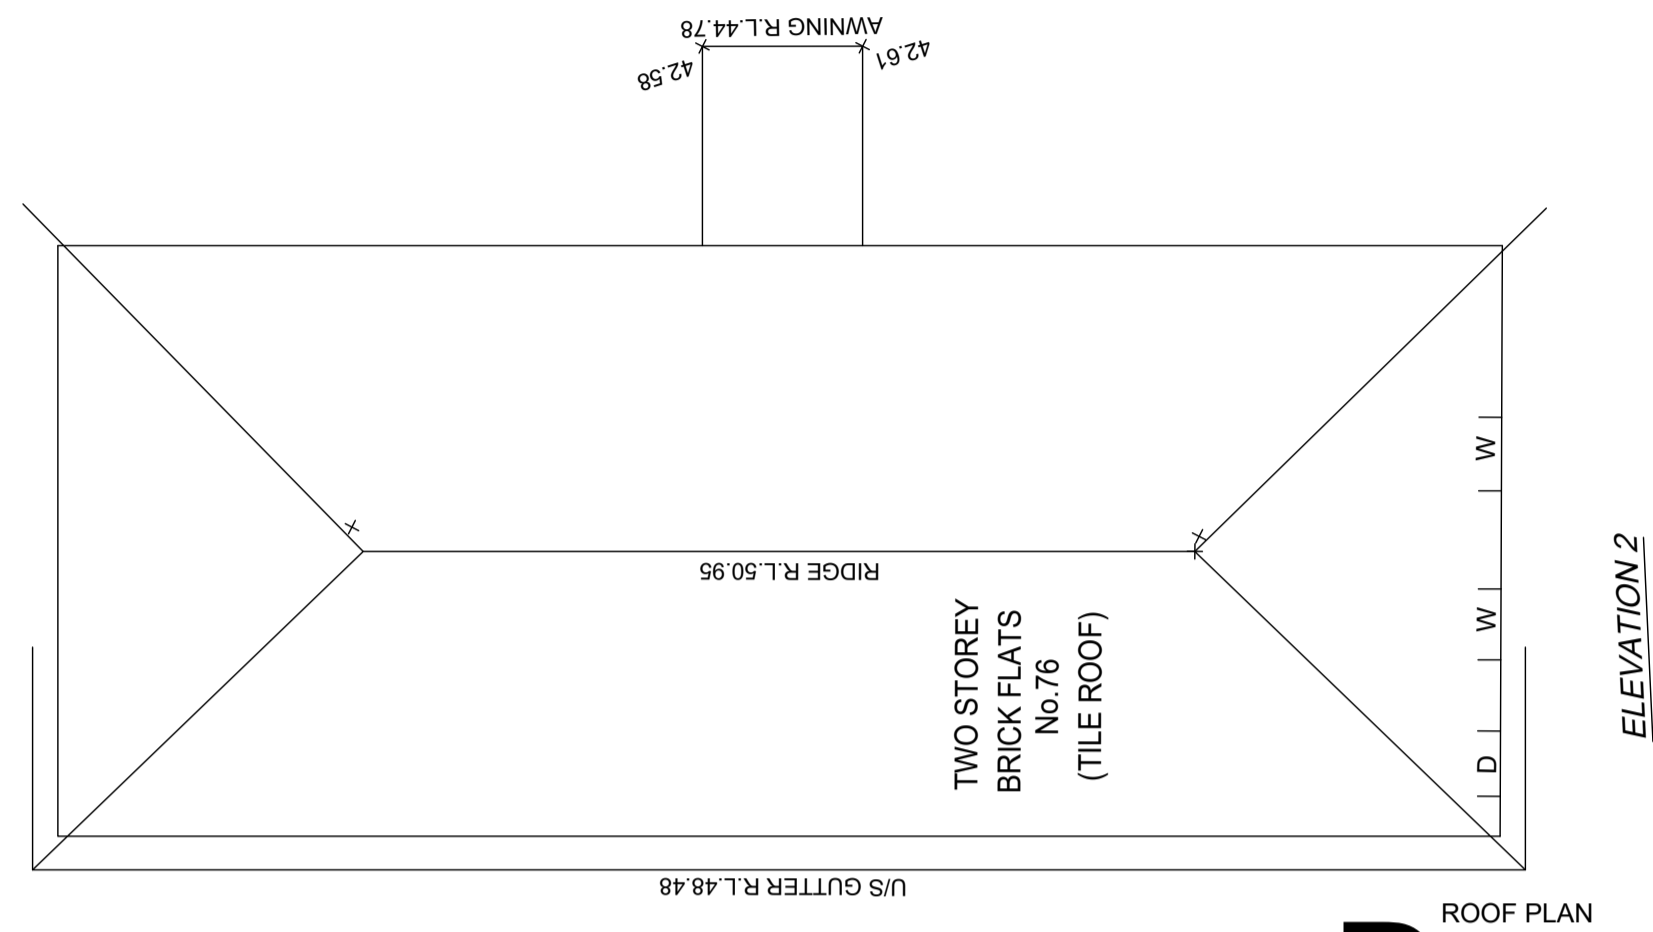 AWNING R.L.44.78
42.58
42.61
RIDGE R.L.50.95
TWO STOREY
BRICK FLATS
No.76
(TILE ROOF)
W
W
D
ELEVATION 2
U/S GUTTER R.L.48.48
ROOF PLAN